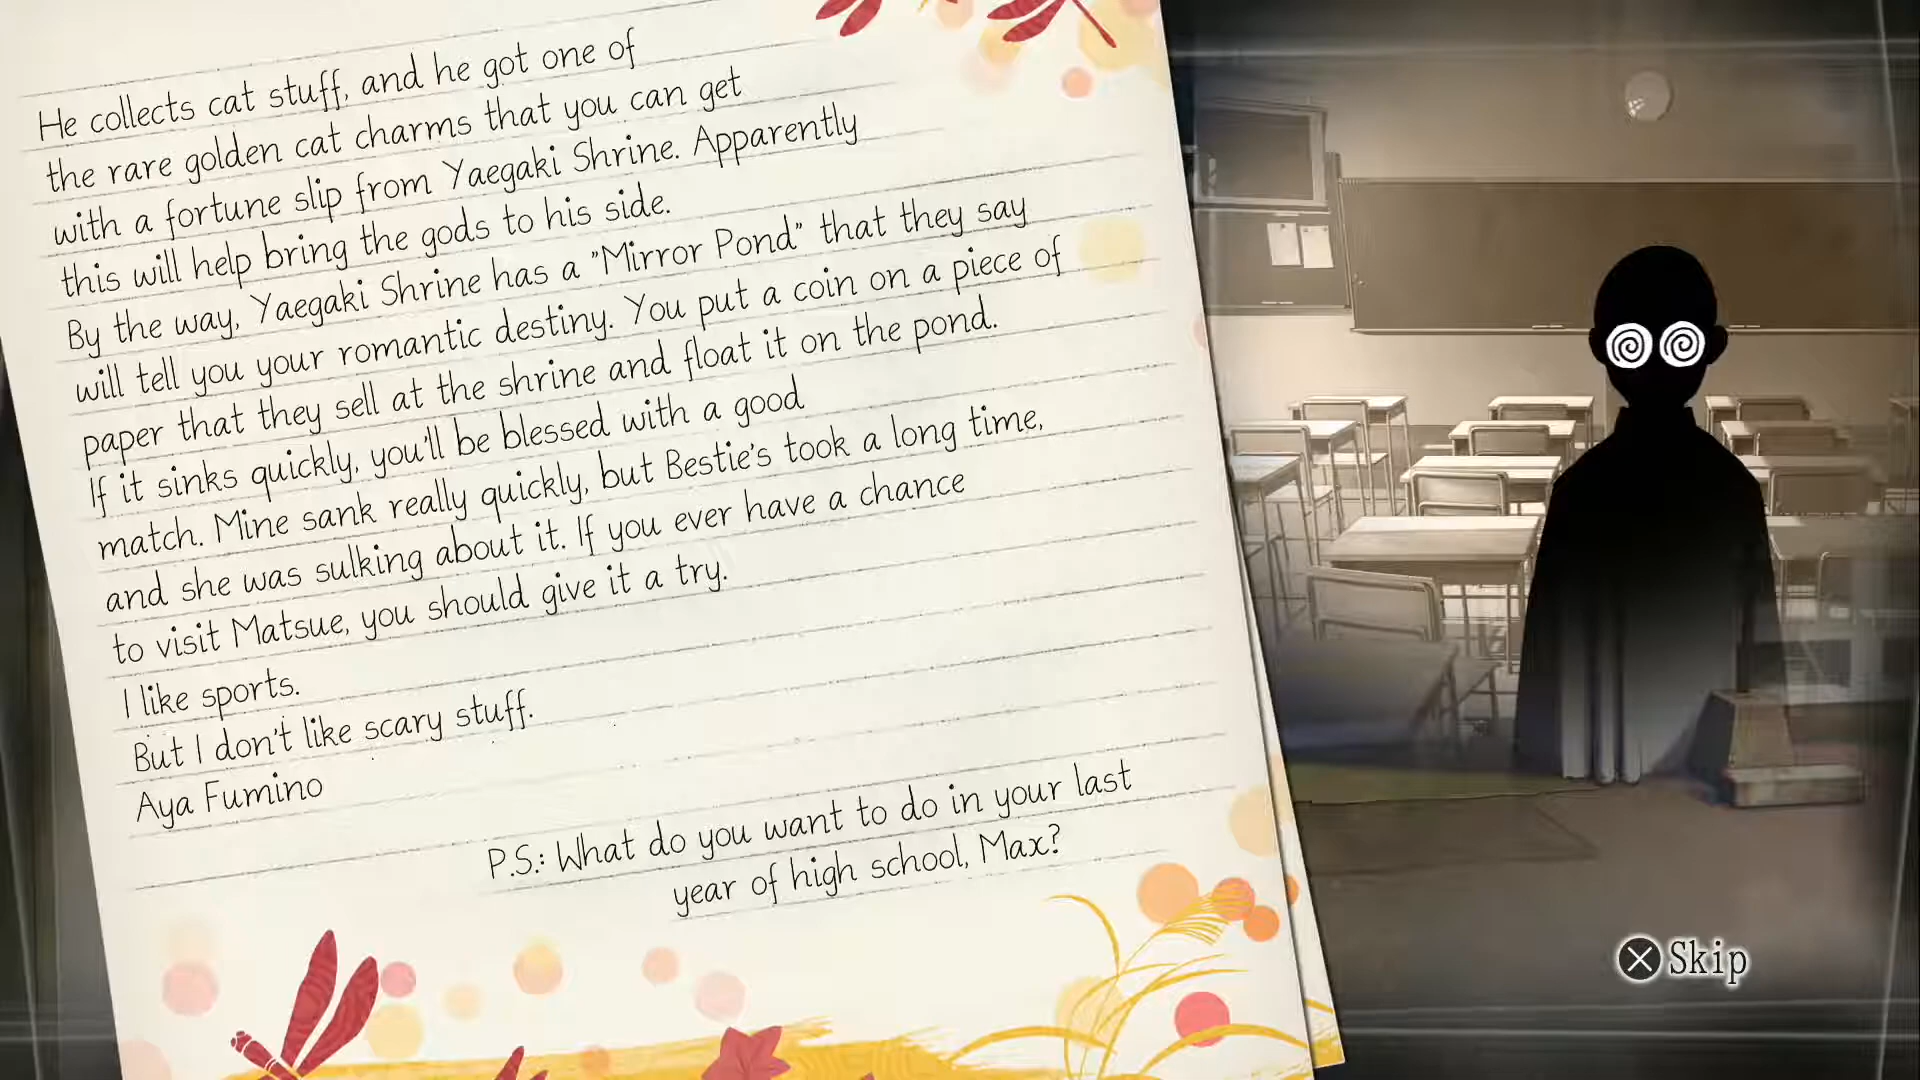 He collects cat stuff, and he got one of
the rare golden cat charms that you can get
with a fortune slip from Yaegaki Shrine. Apparently
this will help bring the gods to his side.
By the way, Yaegaki Shrine has a "Mirror Pond" that they say
will tell you your romantic destiny. You put a coin on a piece of
paper that they sell at the shrine and float it on the pond.
If it sinks quickly, you'll be blessed with a good
match. Mine sank really quickly, but Bestie's took a long time,
and she was sulking about it. If you ever have a chance
to visit Matsue, you should give it a try.
I like sports.
But I don't like scary stuff.
Aya Fumino
P.S.: What do you want to do in your last
year of high school, Max?
Skip